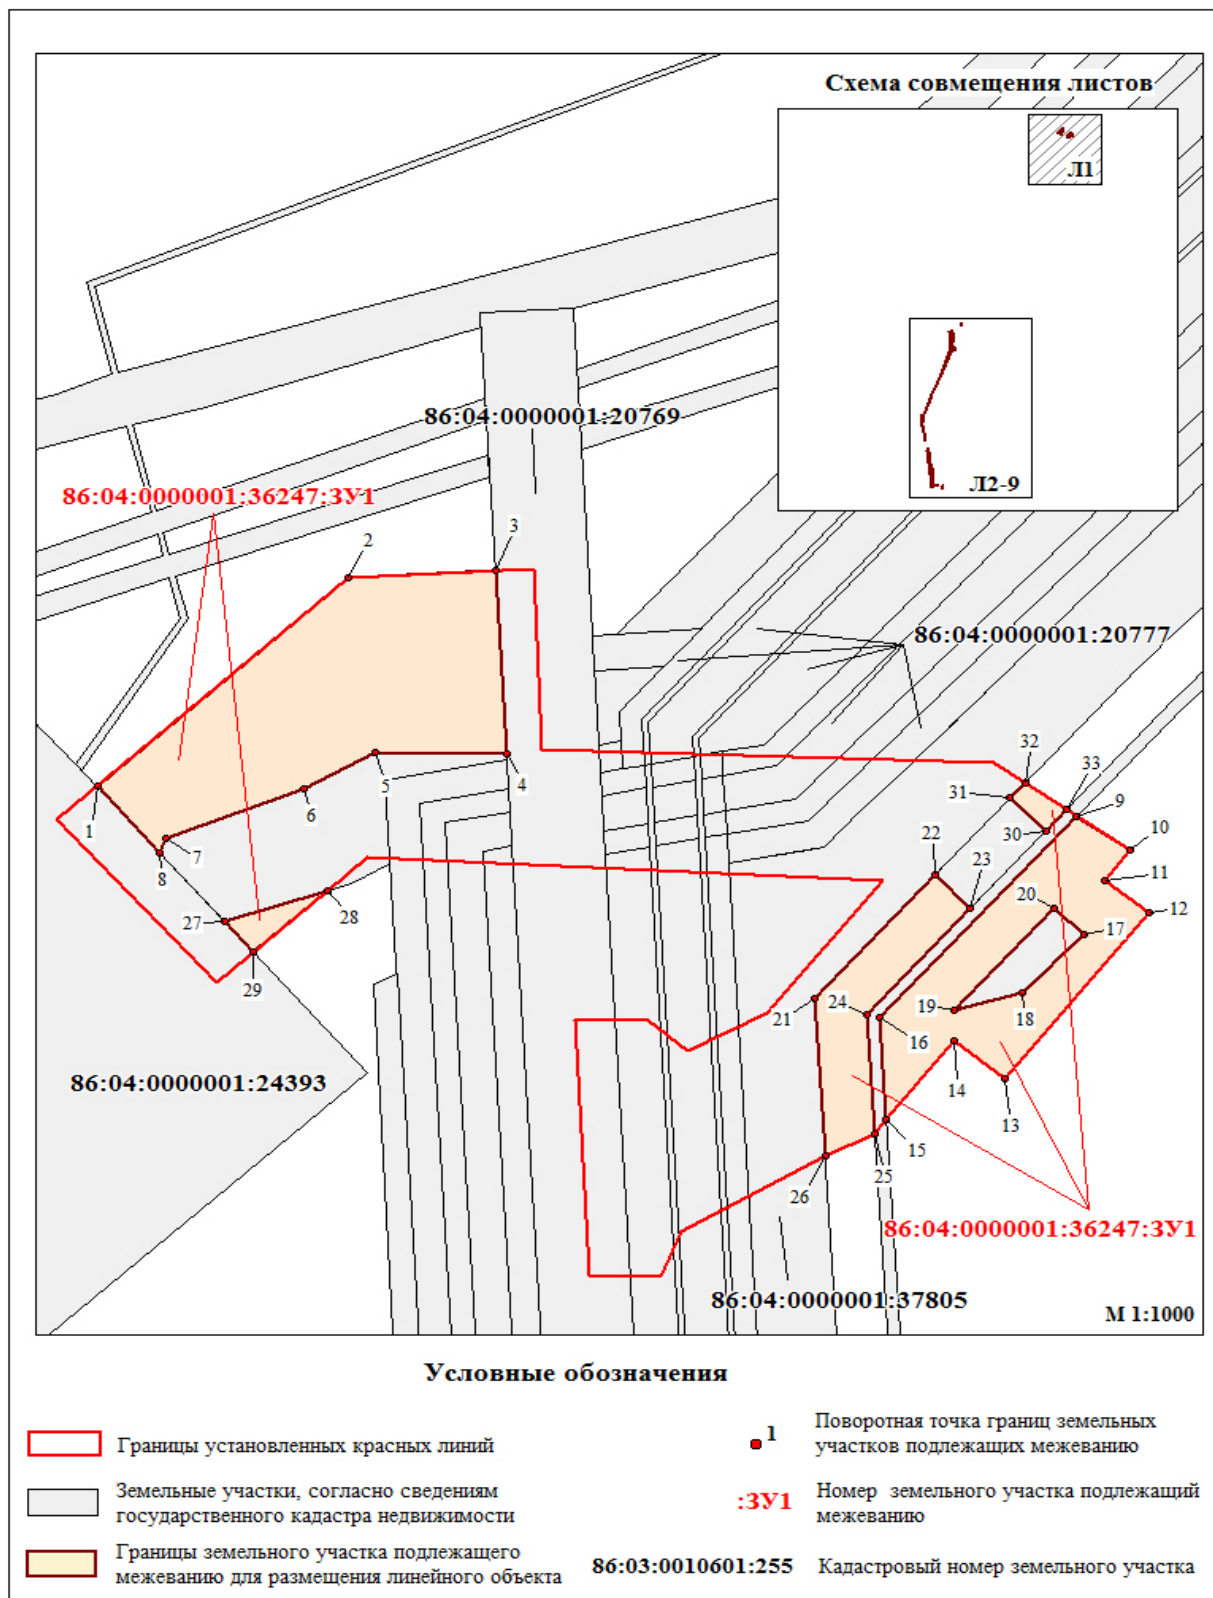 Схема совмещения листов
Л1
Л2-9
86:04:0000001:20769
86:04:0000001:36247:ЗУ1
2
3
86:04:0000001:20777
32
33
9
31
30
10
11
12
1
5
4
6
7
8
22
23
20
17
27
28
29
21
24
16
19
18
14
13
15
25
26
86:04:0000001:24393
86:04:0000001:36247:ЗУ1
86:04:0000001:37805
М 1:1000
Условные обозначения
Границы установленных красных линий
Земельные участки, согласно сведениям
государственного кадастра недвижимости
Границы земельного участка подлежащего
межеванию для размещения линейного объекта
1
Поворотная точка границ земельных
участков подлежащих межеванию
:ЗУ1
Номер земельного участка подлежащий
межеванию
86:03:0010601:255
Кадастровый номер земельного участка